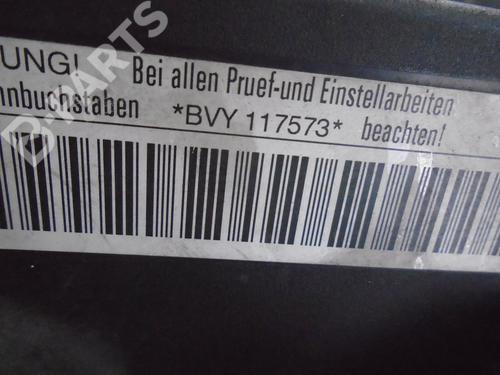 UNG! Bei allen Pruef-und Einstellarbeiten
nnbuchstaben *BVY 117573* beachten!
B-PARTS